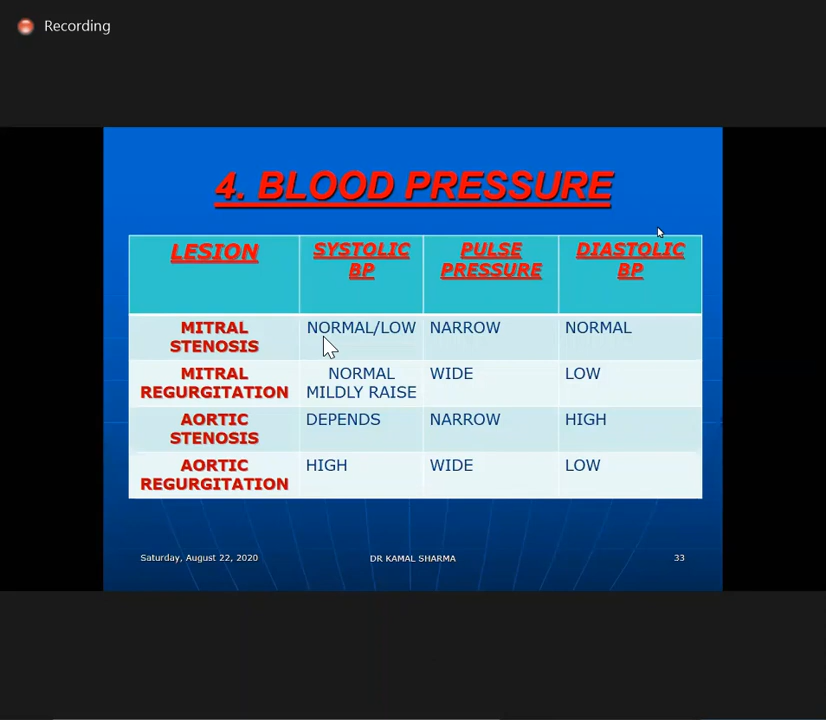 Recording
4. BLOOD PRESSURE
LESION
SYSTOLIC
BP
PULSE
PRESSURE
DIASTOLIC
BP
MITRAL
STENOSIS
NORMAL/LOW
NARROW
NORMAL
MITRAL
REGURGITATION
NORMAL
MILDLY RAISE
WIDE
LOW
AORTIC
STENOSIS
DEPENDS
NARROW
HIGH
AORTIC
REGURGITATION
HIGH
WIDE
LOW
Saturday, August 22, 2020
DR KAMAL SHARMA
33